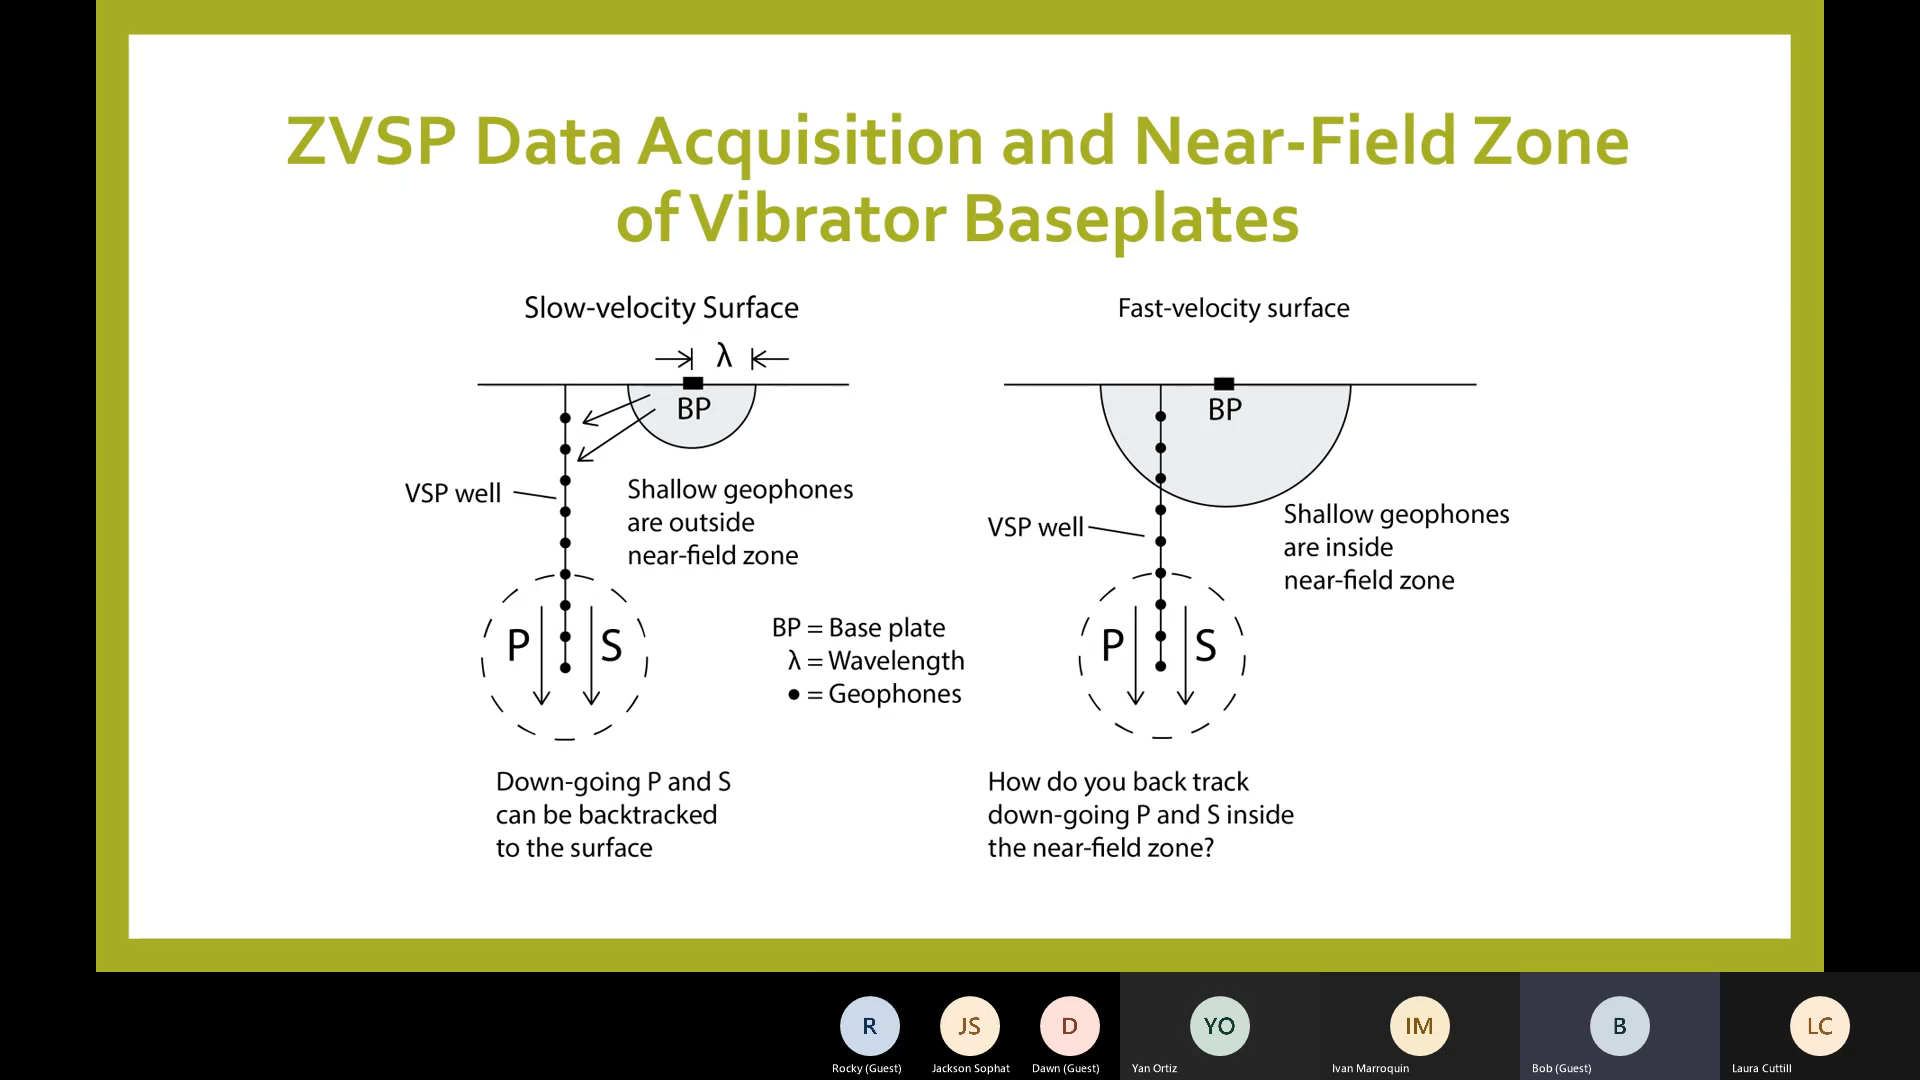 ZVSP Data Acquisition and Near-Field Zone
of Vibrator Baseplates
Slow-velocity Surface
λ
BP
VSP well
Shallow geophones
are outside
near-field zone
P
S
Down-going P and S
can be backtracked
to the surface
BP = Base plate
λ = Wavelength
• = Geophones
Fast-velocity surface
BP
VSP well
Shallow geophones
are inside
near-field zone
P
S
How do you back track
down-going P and S inside
the near-field zone?
R
JS
D
YO
IM
B
LC
Rocky (Guest)
Jackson Sophat
Dawn (Guest)
Yan Ortiz
Ivan Marroquin
Bob (Guest)
Laura Cuttill